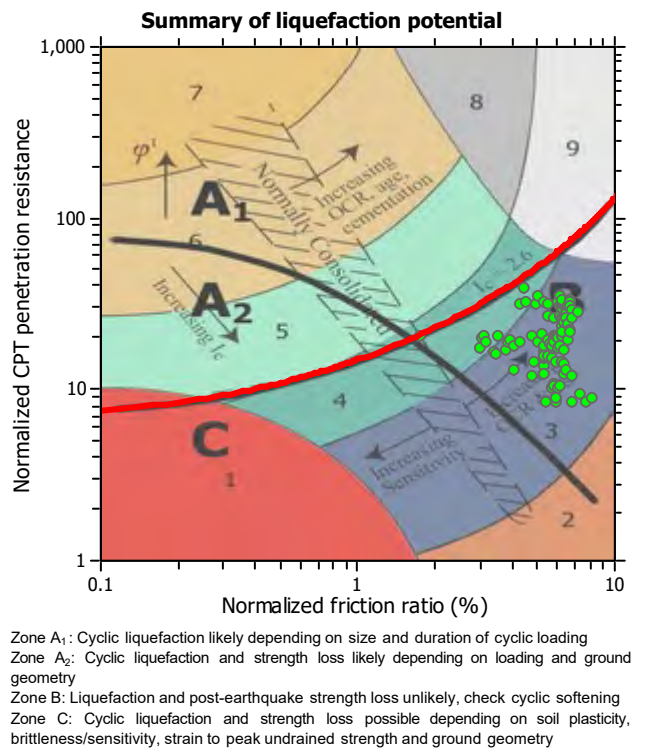 Summary of liquefaction potential
1,000
7
8
9
φ'
A1
Normally Consolidated
Increasing
OCR, age,
cementation
100
6
A2
Increasing Ic
Ic = 2.6
B
5
10
4
3
Increasing
Sensitivity
C
1
2
1
0.1
1
10
Normalized CPT penetration resistance
Normalized friction ratio (%)
Zone A1: Cyclic liquefaction likely depending on size and duration of cyclic loading
Zone A2: Cyclic liquefaction and strength loss likely depending on loading and ground
geometry
Zone B: Liquefaction and post-earthquake strength loss unlikely, check cyclic softening
Zone C: Cyclic liquefaction and strength loss possible depending on soil plasticity,
brittleness/sensitivity, strain to peak undrained strength and ground geometry